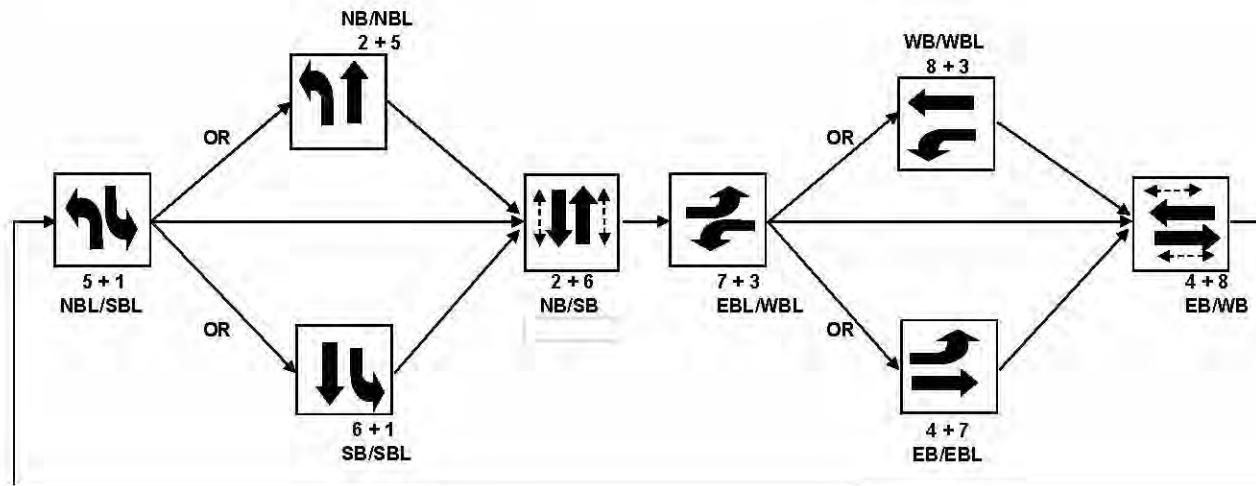 NB/NBL
2 + 5
OR
5 + 1
NBL/SBL
OR
6 + 1
SB/SBL
2 + 6
NB/SB
7 + 3
EBL/WBL
WB/WBL
8 + 3
OR
OR
4 + 7
EB/EBL
4 + 8
EB/WB